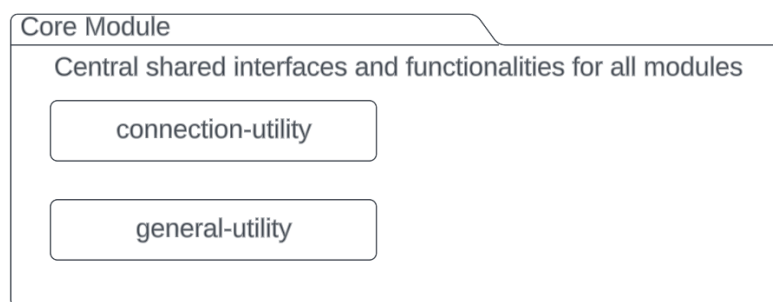 Core Module
Central shared interfaces and functionalities for all modules
connection-utility
general-utility